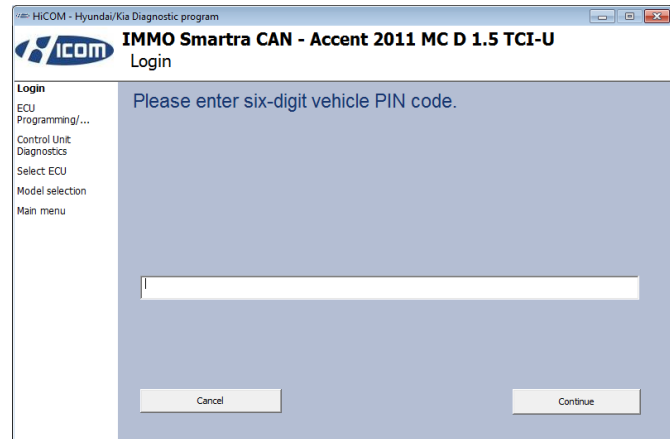 HiCOM - Hyundai/Kia Diagnostic program
HICOM
IMMO Smartra CAN - Accent 2011 MC D 1.5 TCI-U
Login
Login
ECU
Programming/...
Control Unit
Diagnostics
Select ECU
Model selection
Main menu
Please enter six-digit vehicle PIN code.
Cancel
Continue